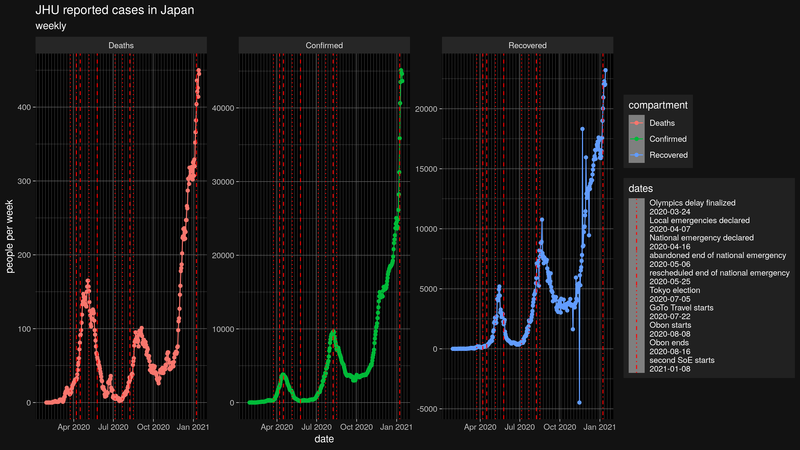 JHU reported cases in Japan
weekly
Deaths
Confirmed
Recovered
people per week
400
300
200
100
0
40000
30000
20000
10000
0
20000
15000
10000
5000
0
-5000
Apr 2020 Jul 2020 Oct 2020 Jan 2021
Apr 2020 Jul 2020 Oct 2020 Jan 2021
Apr 2020 Jul 2020 Oct 2020 Jan 2021
date
compartment
Deaths
Confirmed
Recovered
dates
Olympics delay finalized
2020-03-24
Local emergencies declared
2020-04-07
National emergency declared
2020-04-16
abandoned end of national emergency
2020-05-06
rescheduled end of national emergency
2020-05-25
Tokyo election
2020-07-05
GoTo Travel starts
2020-07-22
Obon starts
2020-08-08
Obon ends
2020-08-16
second SoE starts
2021-01-08